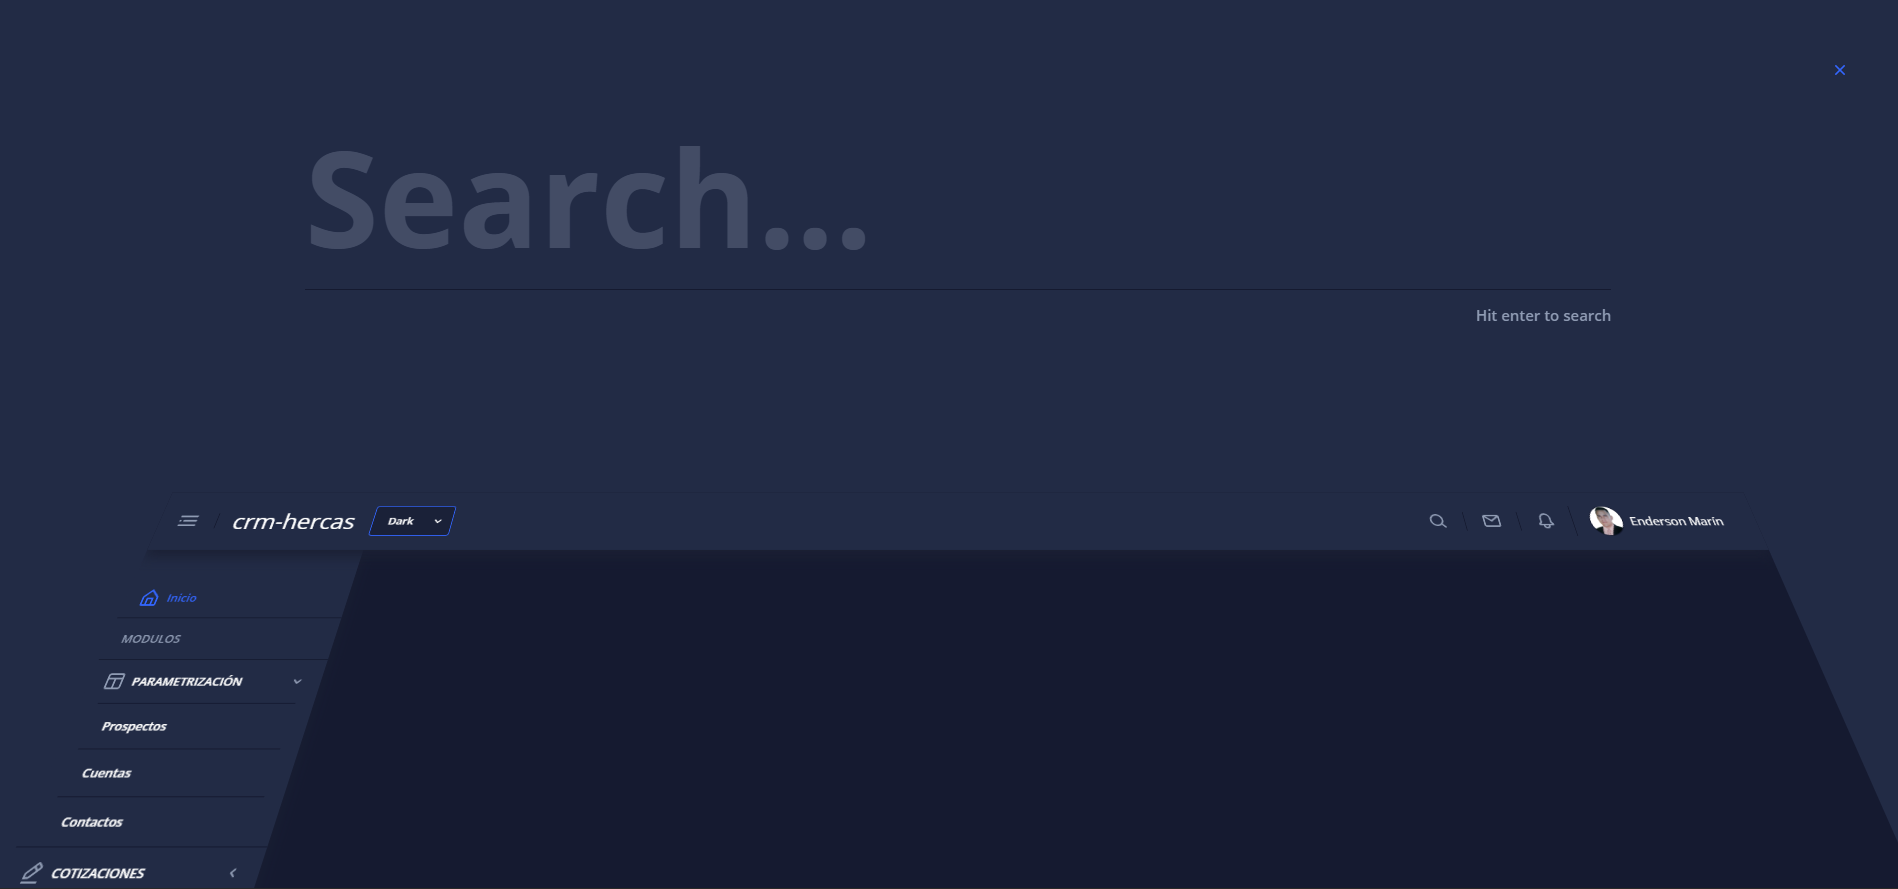 Search...
Hit enter to search
crm-hercas
Dark
Enderson Marin
Inicio
MODULOS
PARAMETRIZACIÓN
Prospectos
Cuentas
Contactos
COTIZACIONES